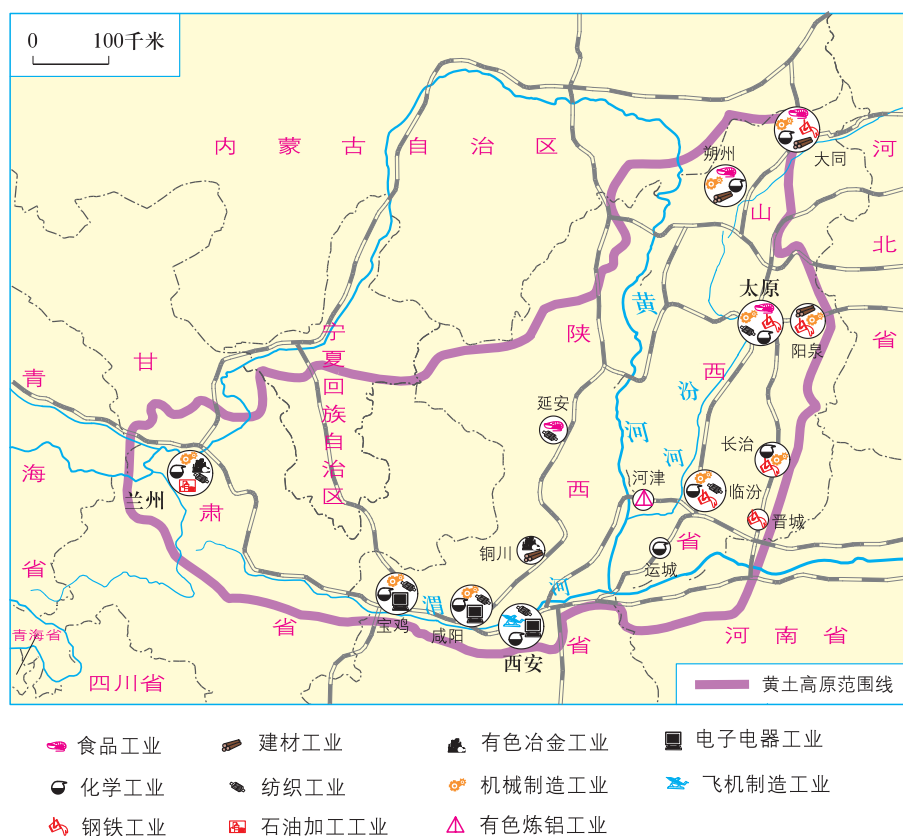 0 100千米
内蒙古自治区
大同
河北省
朔州
山西省
太原
阳泉
黄河
汾河
宁夏回族自治区
陕西省
甘肃省
青海省
延安
长治
河津
临汾
晋城
兰州
铜川
运城
宝鸡
渭河
咸阳
西安
河南省
青海省
四川省
黄土高原范围线
食品工业 建材工业 有色冶金工业 电子电器工业
化学工业 纺织工业 机械制造工业 飞机制造工业
钢铁工业 石油加工工业 有色炼铝工业